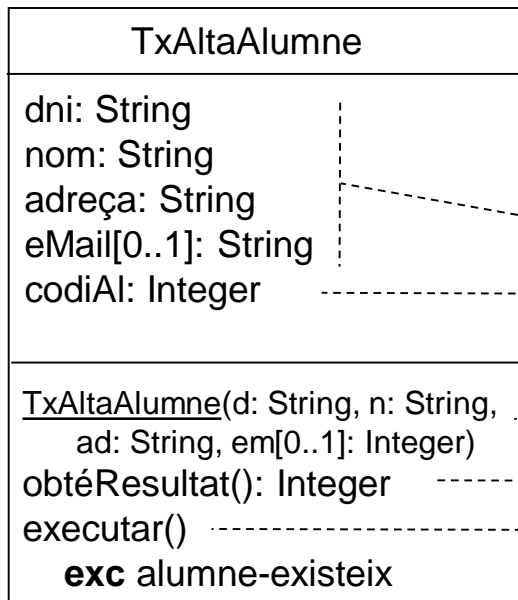 TxAltaAlumne
dni: String
nom: String
adreça: String
eMail[0..1]: String
codiAl: Integer
TxAltaAlumne(d: String, n: String,
ad: String, em[0..1]: Integer)
obtéResultat(): Integer
executar()
exc alumne-existeix